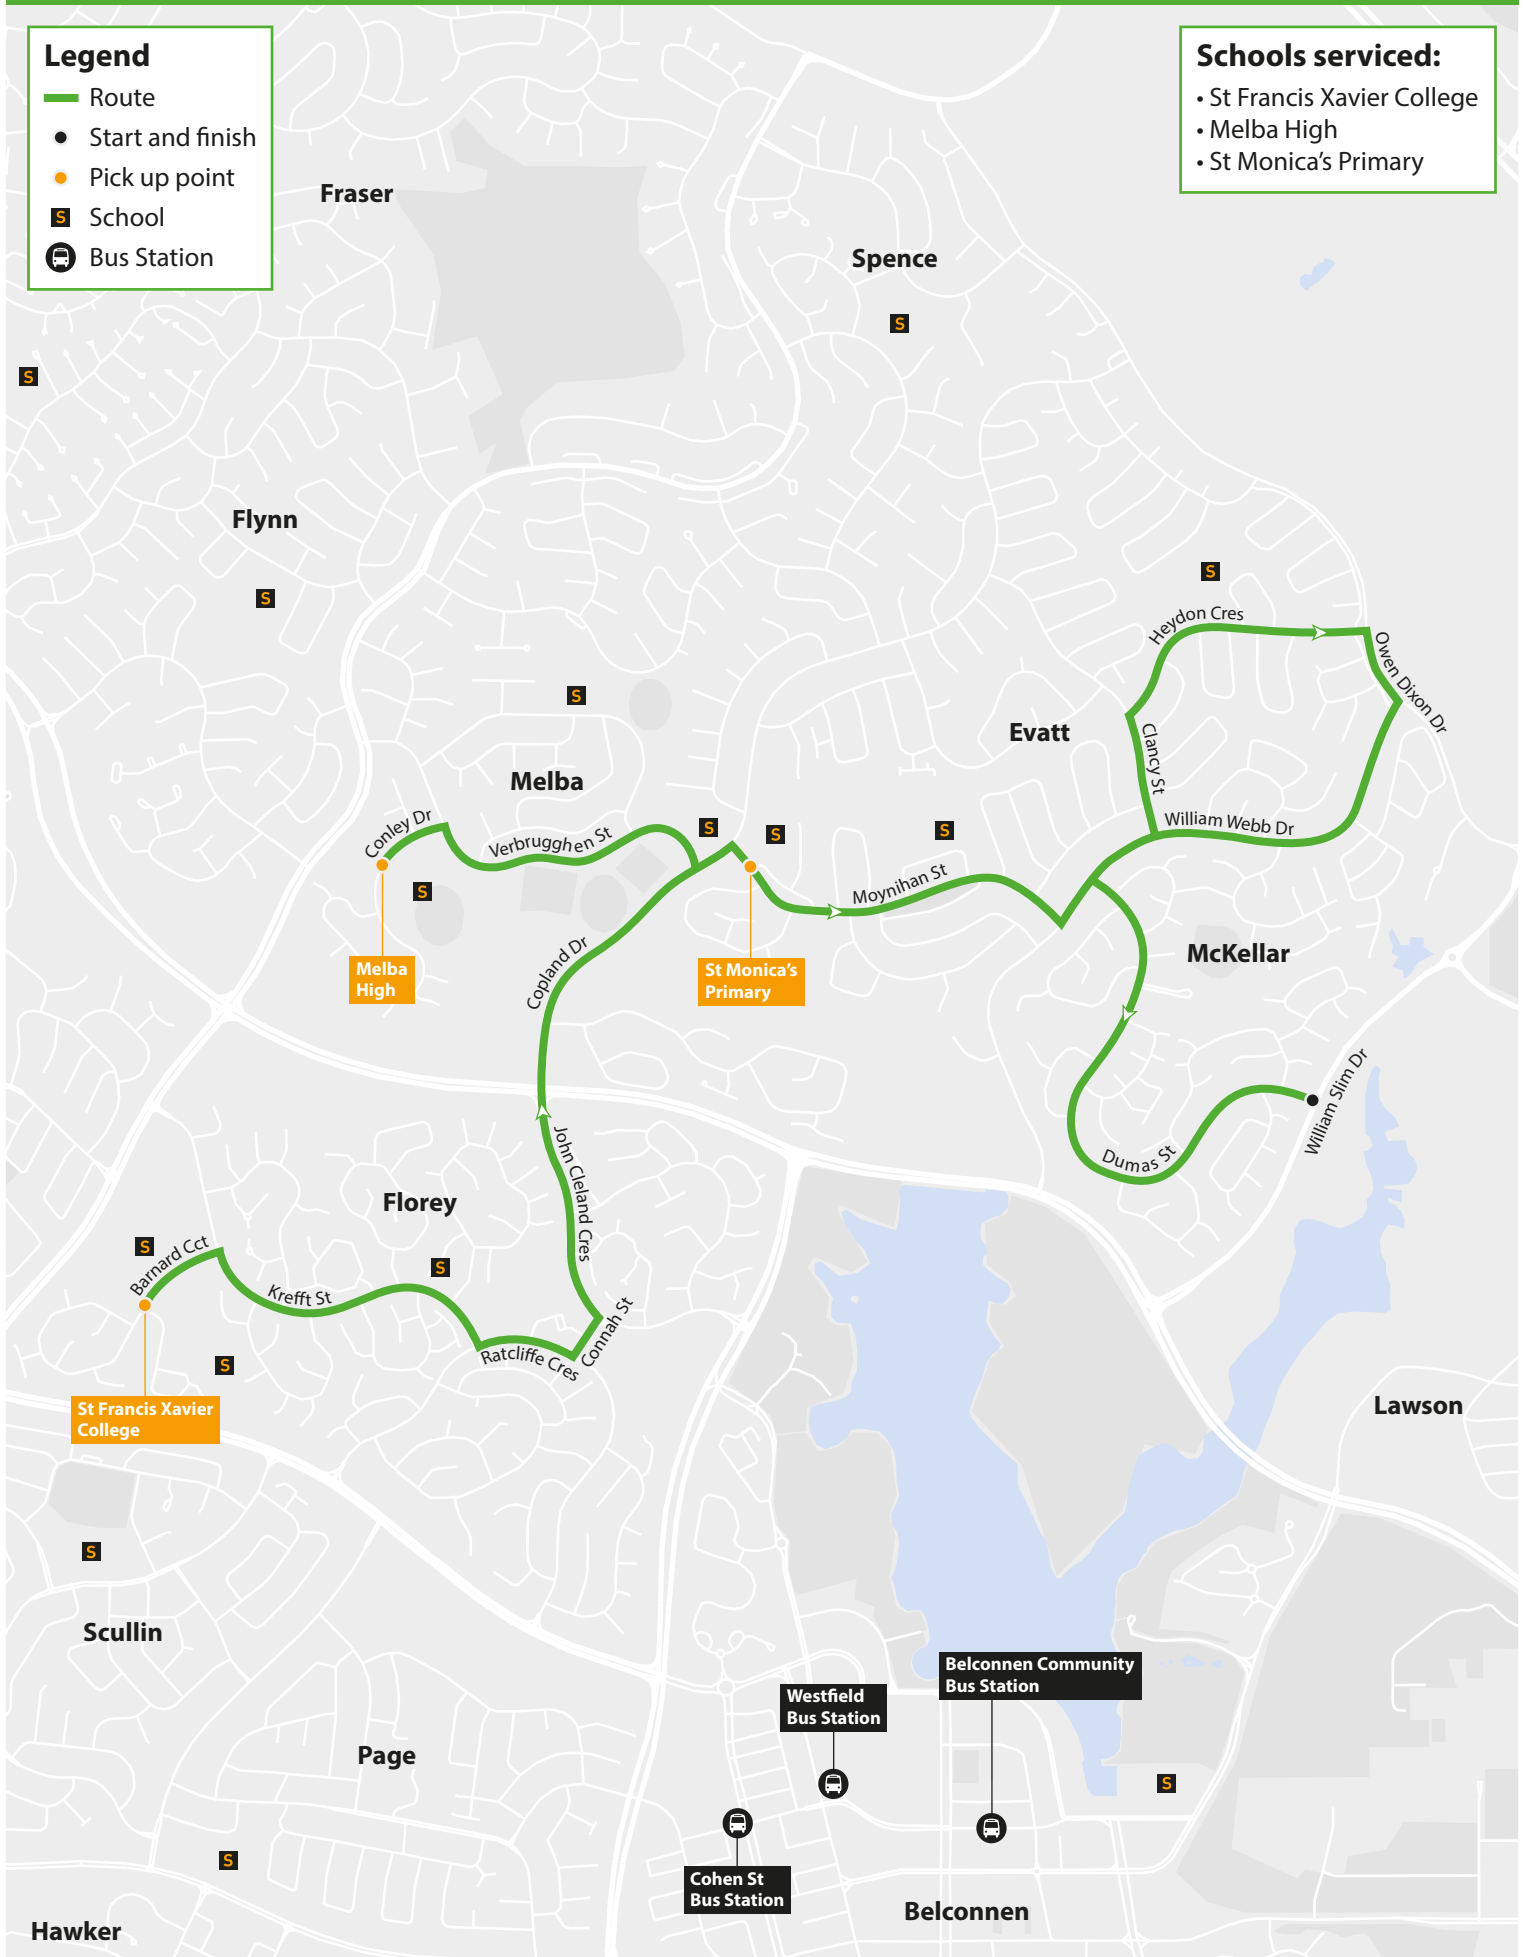 Legend
Route
Start and finish
Pick up point
S School
Bus Station
Schools serviced:
• St Francis Xavier College
• Melba High
• St Monica's Primary
Fraser
Spence
S
S
Flynn
S
S
Heydon Cres
Owen Dixon Dr
S
Evatt
Clancy St
Melba
Conley Dr
Verbrugghen St
S
S
S
William Webb Dr
S
Moynihan St
McKellar
Copland Dr
Melba
High
St Monica's
Primary
William Slim Dr
John Cleland Cres
Dumas St
Florey
S
Barnard Cct
S
Krefft St
Connah St
Ratcliffe Cres
S
St Francis Xavier
College
Lawson
S
Scullin
Belconnen Community
Bus Station
Westfield
Bus Station
Page
S
S
Cohen St
Bus Station
Belconnen
Hawker